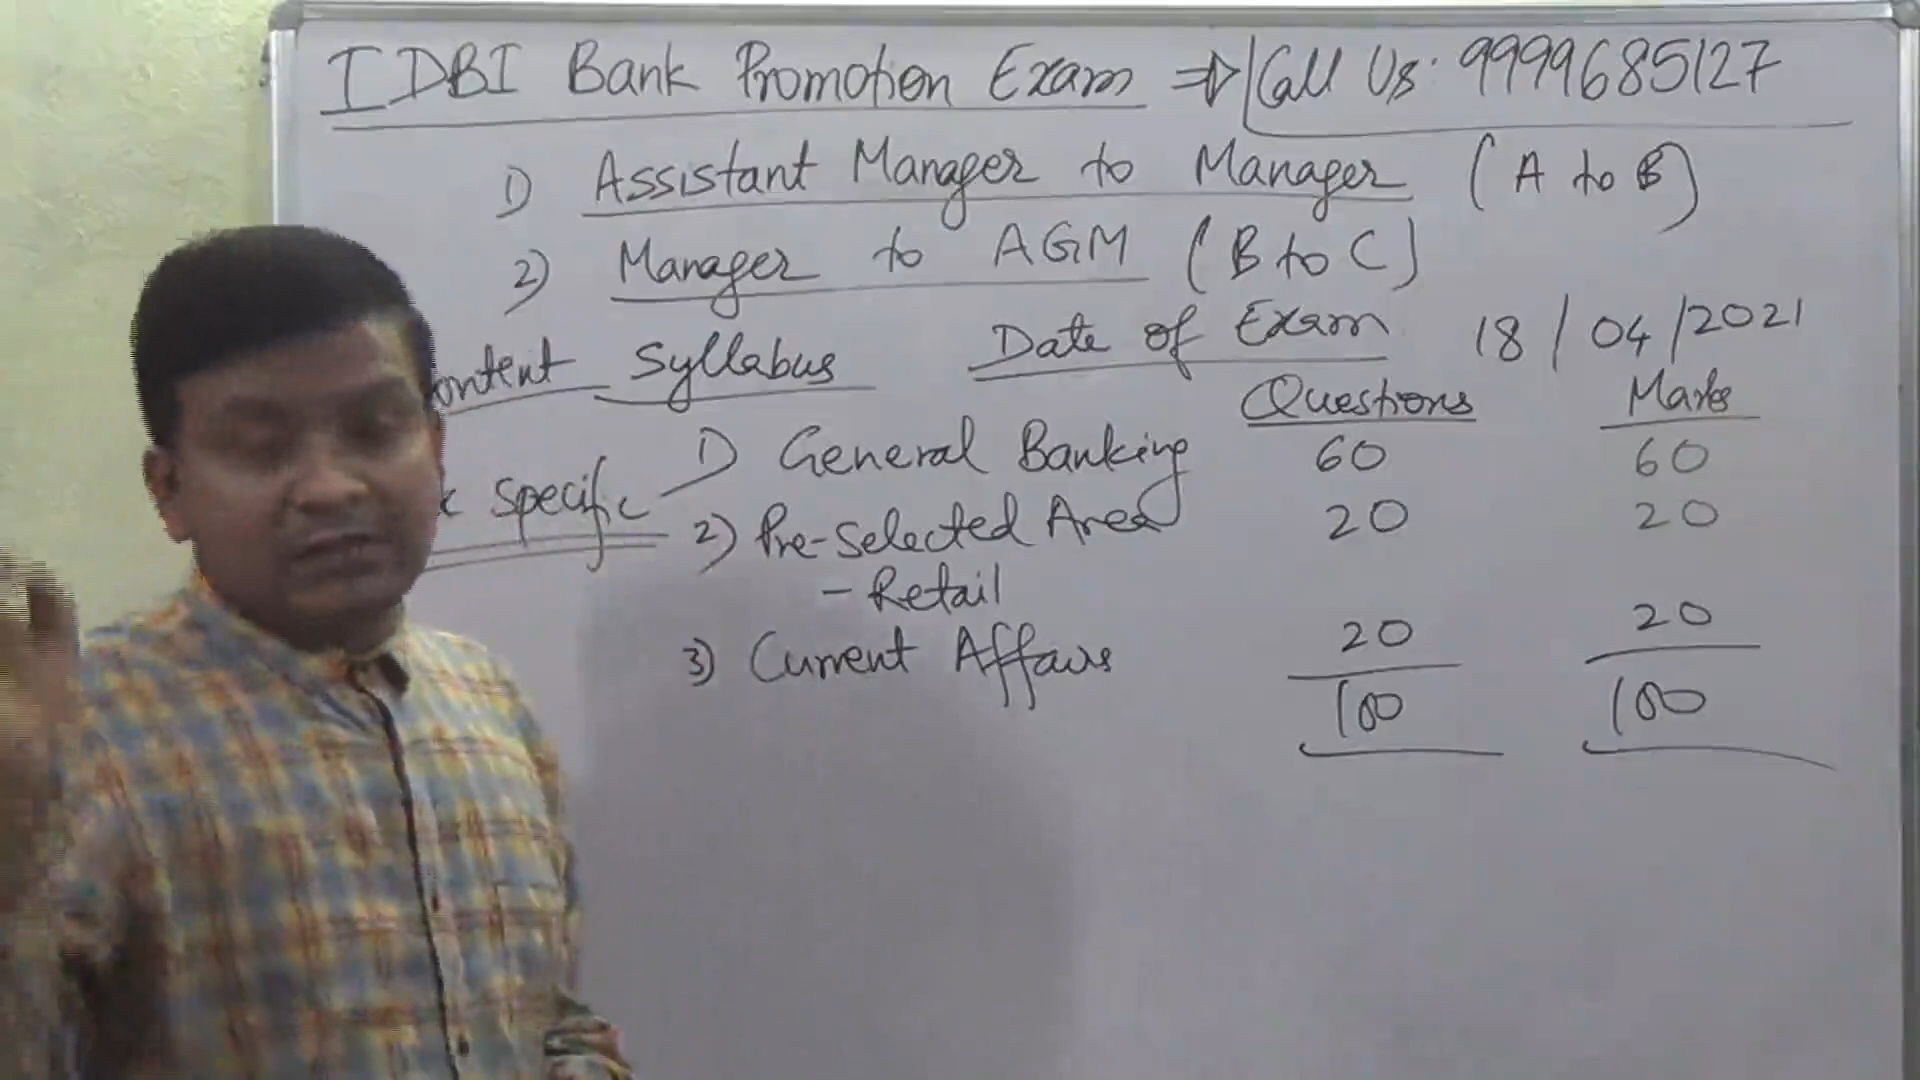 IDBI Bank Promotion Exam ⇒ Call Us: 9999685127
1) Assistant Manager to Manager (A to B)
2) Manager to AGM (B to C)
ontent Syllabus Date of Exam 18/04/2021
Questions Marks
1) General Banking 60 60
Specific
2) Pre-Selected Area 20 20
- Retail
3) Current Affairs 20 20
100 100